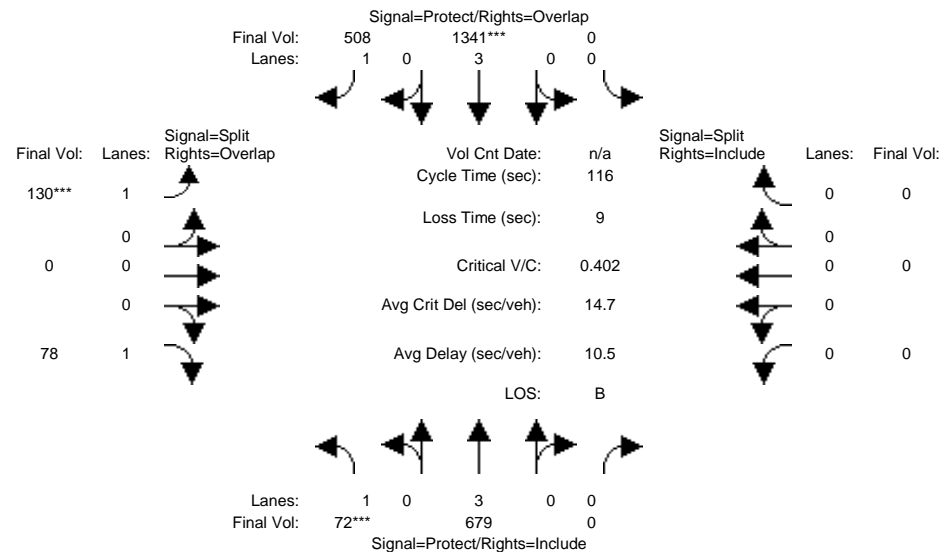 Signal=Protect/Rights=Overlap
Final Vol: 508 1341*** 0
Lanes: 1 0 3 0 0
Signal=Split
Rights=Overlap
Final Vol: Lanes:
130*** 1
0
0 0
0
78 1
Vol Cnt Date: n/a
Cycle Time (sec): 116
Loss Time (sec): 9
Critical V/C: 0.402
Avg Crit Del (sec/veh): 14.7
Avg Delay (sec/veh): 10.5
LOS: B
Signal=Split
Rights=Include
Lanes: Final Vol:
0 0
0
0 0
0
0 0
Lanes: 1 0 3 0 0
Final Vol: 72*** 679 0
Signal=Protect/Rights=Include